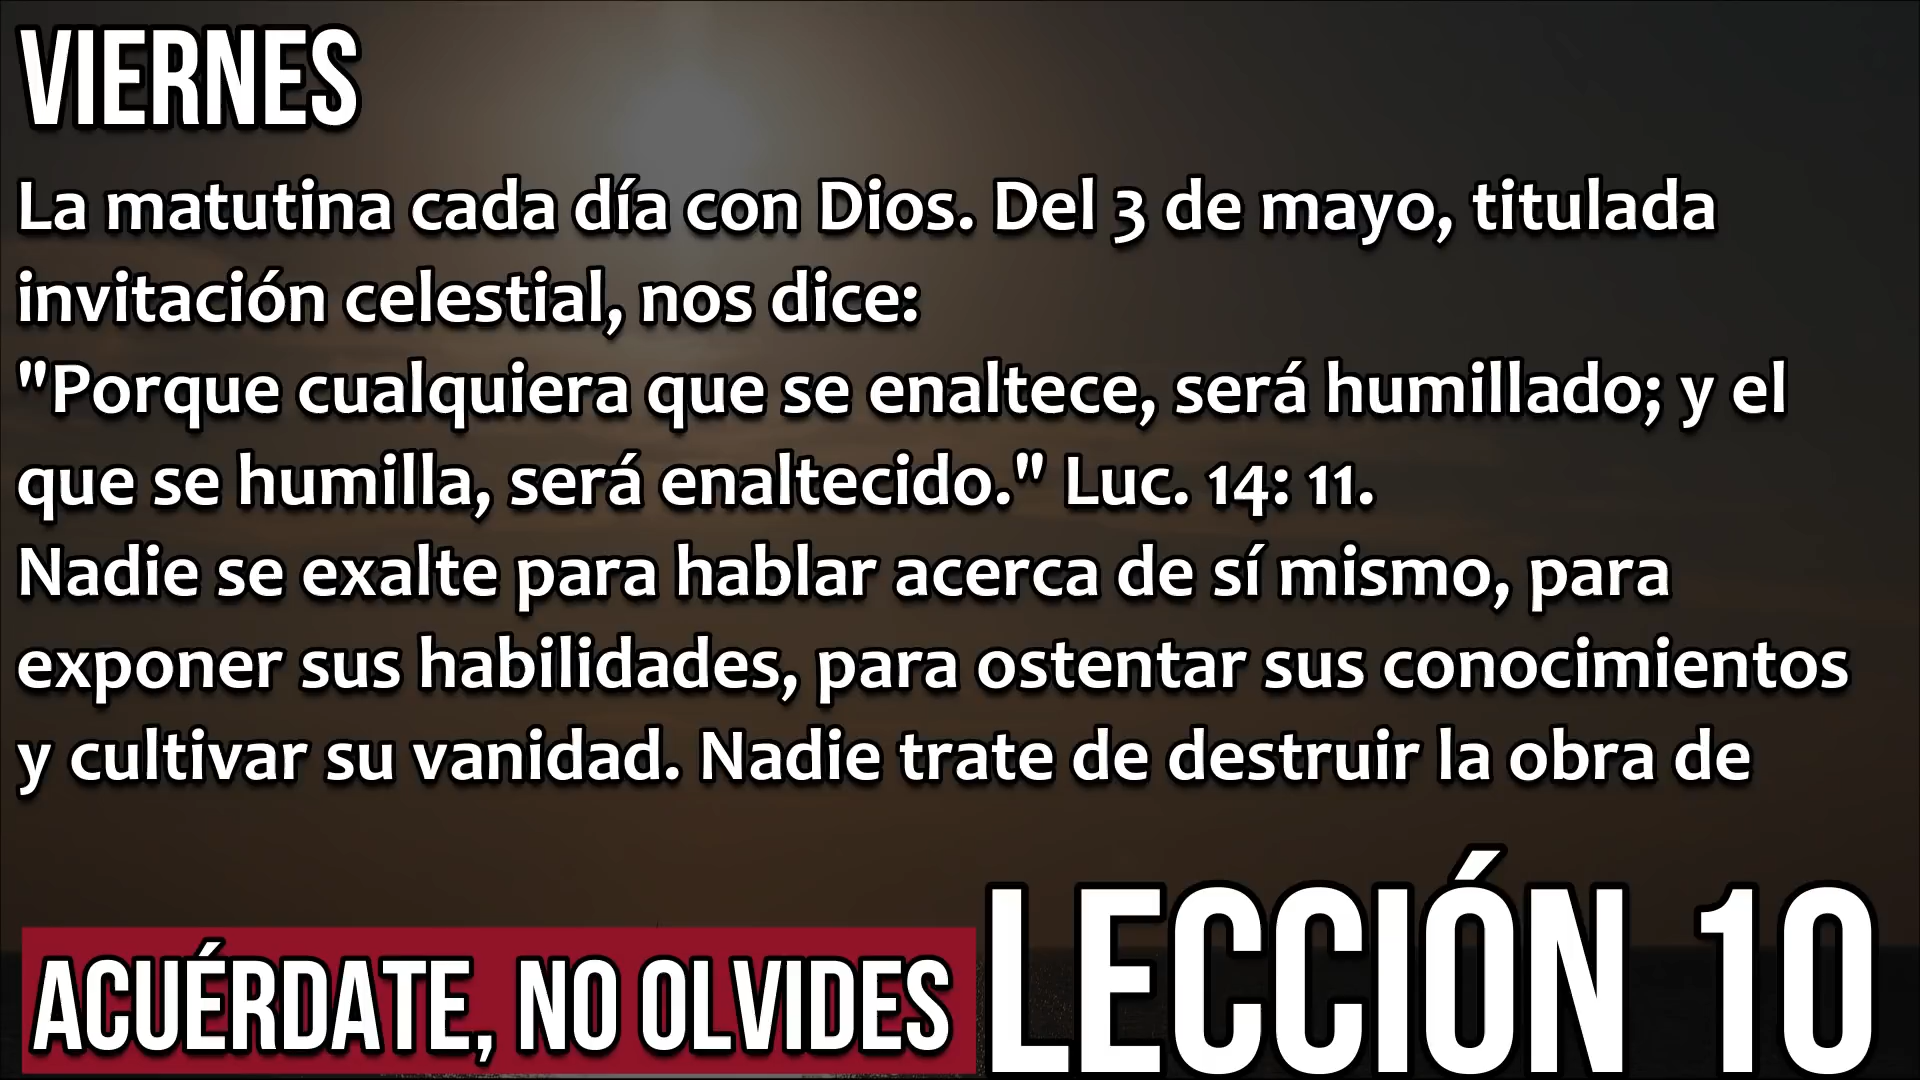 VIERNES
La matutina cada día con Dios. Del 3 de mayo, titulada
invitación celestial, nos dice:
"Porque cualquiera que se enaltece, será humillado; y el
que se humilla, será enaltecido." Luc. 14: 11.
Nadie se exalte para hablar acerca de sí mismo, para
exponer sus habilidades, para ostentar sus conocimientos
y cultivar su vanidad. Nadie trate de destruir la obra de
ACUÉRDATE, NO OLVIDES
LECCIÓN 10